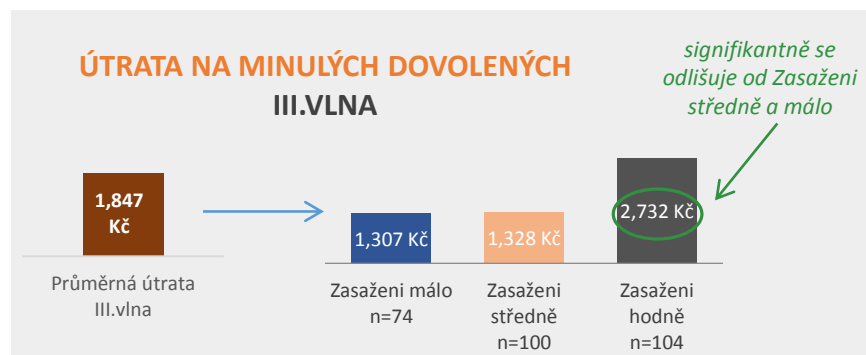 ÚTRATA NA MINULÝCH DOVOLENÝCH
III.VLNA
signifikantně se
odlišuje od Zasaženi
středně a málo
1,847
Kč
Průměrná útrata
III.vlna
1,307 Kč
1,328 Kč
2,732 Kč
Zasaženi málo
n=74
Zasaženi
středně
n=100
Zasaženi
hodně
n=104